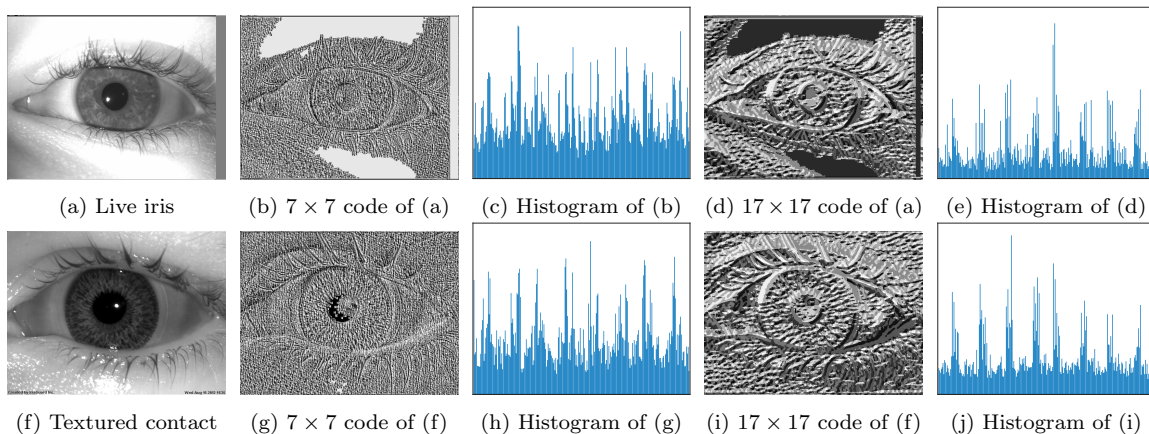 (a) Live iris
(b) 7 × 7 code of (a)
(c) Histogram of (b)
(d) 17 × 17 code of (a)
(e) Histogram of (d)
(f) Textured contact
(g) 7 × 7 code of (f)
(h) Histogram of (g)
(i) 17 × 17 code of (f)
(j) Histogram of (i)